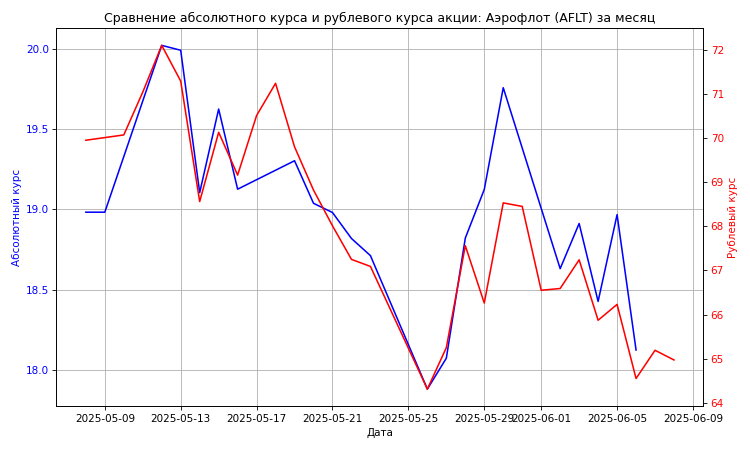 Сравнение абсолютного курса и рублевого курса акции: Аэрофлот (AFLT) за месяц
20.0
19.5
19.0
18.5
18.0
Абсолютный курс
72
71
70
69
68
67
66
65
64
Рублевый курс
2025-05-09 2025-05-13 2025-05-17 2025-05-21 2025-05-25 2025-05-29 2025-06-01 2025-06-05 2025-06-09
Дата